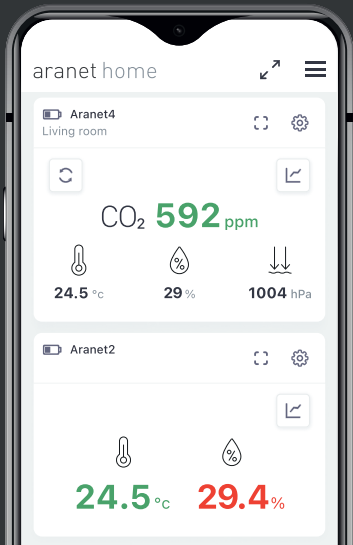 aranet home
Aranet4
Living room
CO₂ 592 ppm
%
24.5 °c 29 % 1004 hPa
Aranet2
%
24.5 °c 29.4 %